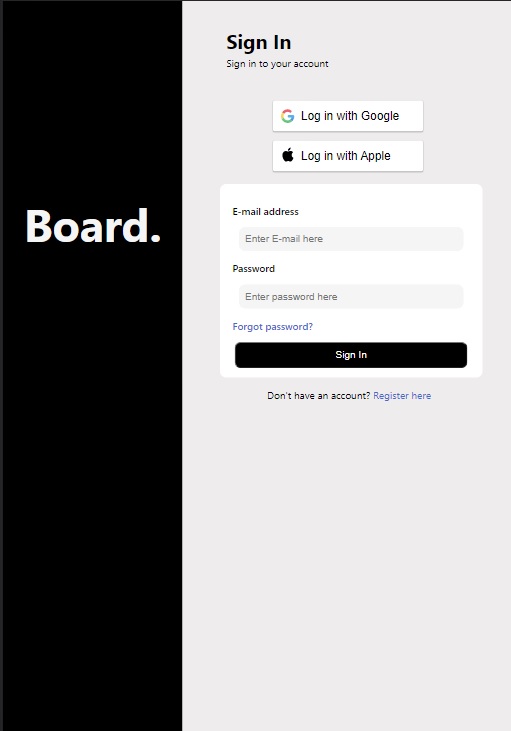 Board.
Sign In
Sign in to your account
Log in with Google
Log in with Apple
E-mail address
Enter E-mail here
Password
Enter password here
Forgot password?
Sign In
Don't have an account? Register here